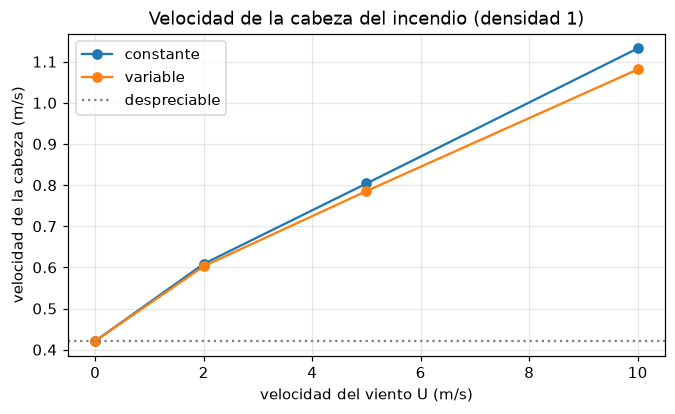 Velocidad de la cabeza del incendio (densidad 1)
constante
variable
despreciable
velocidad de la cabeza (m/s)
1.1
1.0
0.9
0.8
0.7
0.6
0.5
0.4
0 2 4 6 8 10
velocidad del viento U (m/s)